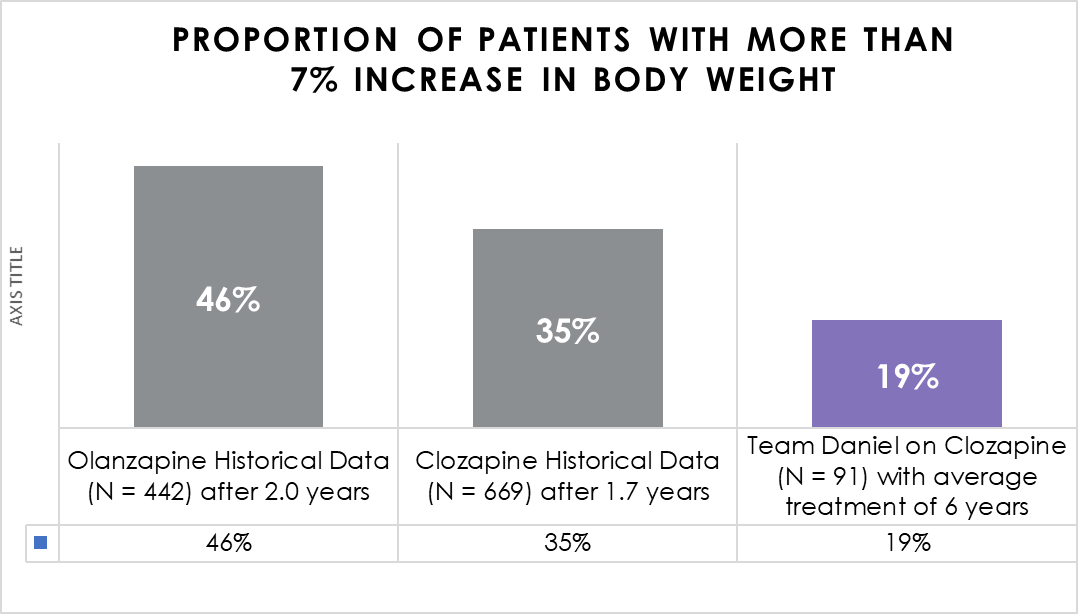 PROPORTION OF PATIENTS WITH MORE THAN
7% INCREASE IN BODY WEIGHT
AXIS TITLE
46%
35%
19%
Olanzapine Historical Data
(N = 442) after 2.0 years
Clozapine Historical Data
(N = 669) after 1.7 years
Team Daniel on Clozapine
(N = 91) with average
treatment of 6 years
46%
35%
19%